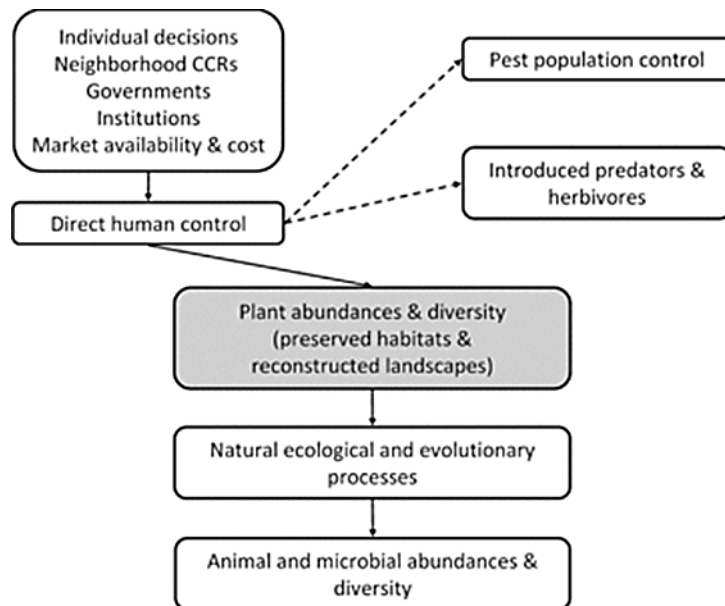 Individual decisions
Neighborhood CCRs
Governments
Institutions
Market availability & cost
Pest population control
Introduced predators &
herbivores
Direct human control
Plant abundances & diversity
(preserved habitats &
reconstructed landscapes)
Natural ecological and evolutionary
processes
Animal and microbial abundances &
diversity